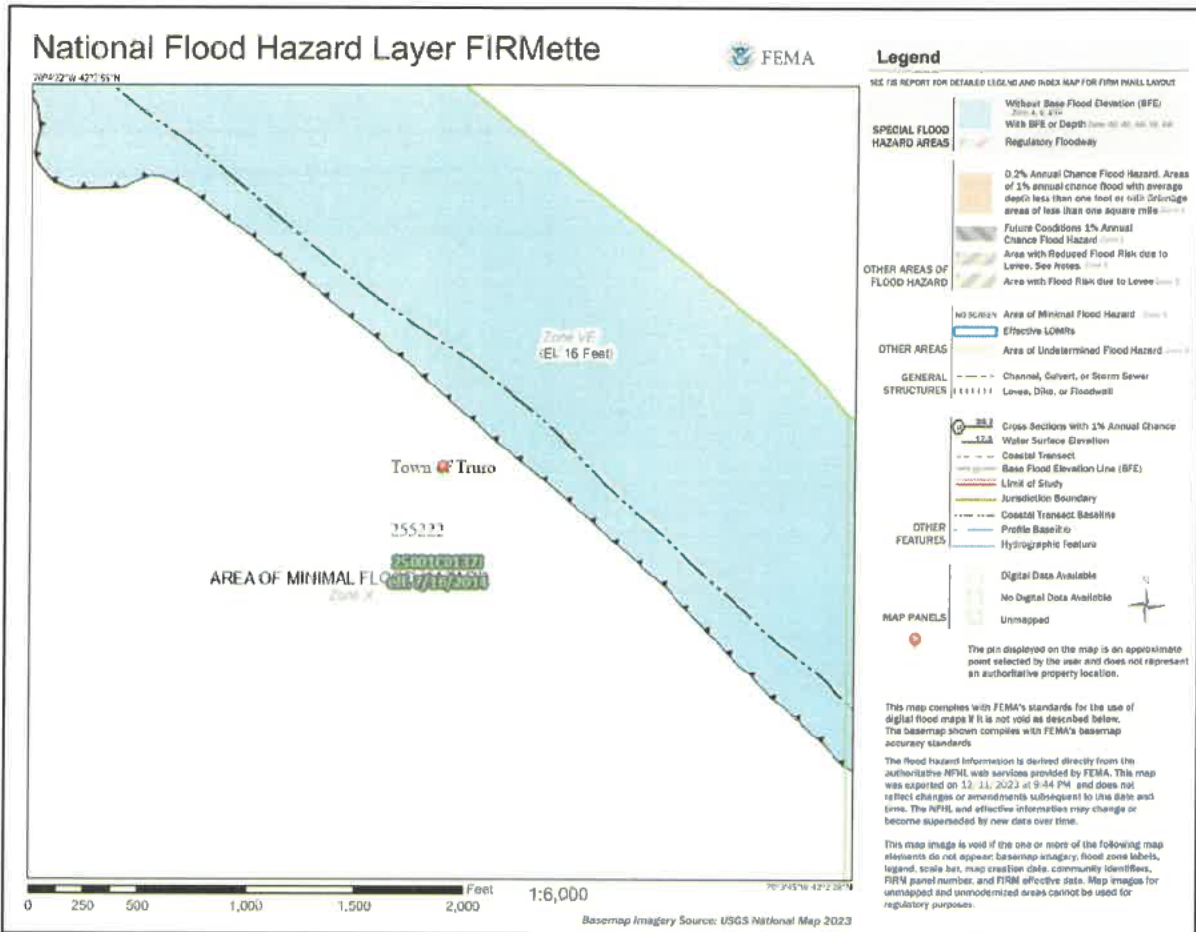 National Flood Hazard Layer FIRMette
FEMA
Legend
SEE FIS REPORT FOR DETAILED LEGEND AND INDEX MAP FOR FIRM PANEL LAYOUT
SPECIAL FLOOD
HAZARD AREAS
Without Base Flood Elevation (BFE)
With BFE or Depth
Regulatory Floodway
OTHER AREAS OF
FLOOD HAZARD
0.2% Annual Chance Flood Hazard, Areas
of 1% annual chance flood with average
depth less than one foot or with drainage
areas of less than one square mile
Future Conditions 1% Annual
Chance Flood Hazard
Area with Reduced Flood Risk due to
Levee. See Notes.
Area with Flood Risk due to Levee
OTHER AREAS
NO SCREEN Area of Minimal Flood Hazard
Effective LOMRs
Area of Undetermined Flood Hazard
GENERAL
STRUCTURES
Channel, Culvert, or Storm Sewer
Levee, Dike, or Floodwall
OTHER
FEATURES
Cross Sections with 1% Annual Chance
17.5 Water Surface Elevation
Coastal Transect
Base Flood Elevation Line (BFE)
Limit of Study
Jurisdiction Boundary
Coastal Transect Baseline
Profile Baseline
Hydrographic Feature
MAP PANELS
Digital Data Available
No Digital Data Available
Unmapped
The pin displayed on the map is an approximate
point selected by the user and does not represent
an authoritative property location.
This map complies with FEMA's standards for the use of
digital flood maps if it is not void as described below.
The basemap shown complies with FEMA's basemap
accuracy standards
The flood hazard information is derived directly from the
authoritative NFHL web services provided by FEMA. This map
was exported on 12/11/2023 at 9:44 PM and does not
reflect changes or amendments subsequent to this date and
time. The NFHL and effective information may change or
become superseded by new data over time.
This map image is void if the one or more of the following map
elements do not appear: basemap imagery, flood zone labels,
legend, scale bar, map creation date, community identifiers,
FIRM panel number, and FIRM effective date. Map images for
unmapped and unmodernized areas cannot be used for
regulatory purposes.
Zone VE
(EL 16 Feet)
Town of Truro
255222
25001C0137J
eff. 7/16/2014
AREA OF MINIMAL
Zone X
0 250 500 1,000 1,500 2,000
Feet
1:6,000
70°3'45"W 42°2'28"N
Basemap Imagery Source: USGS National Map 2023